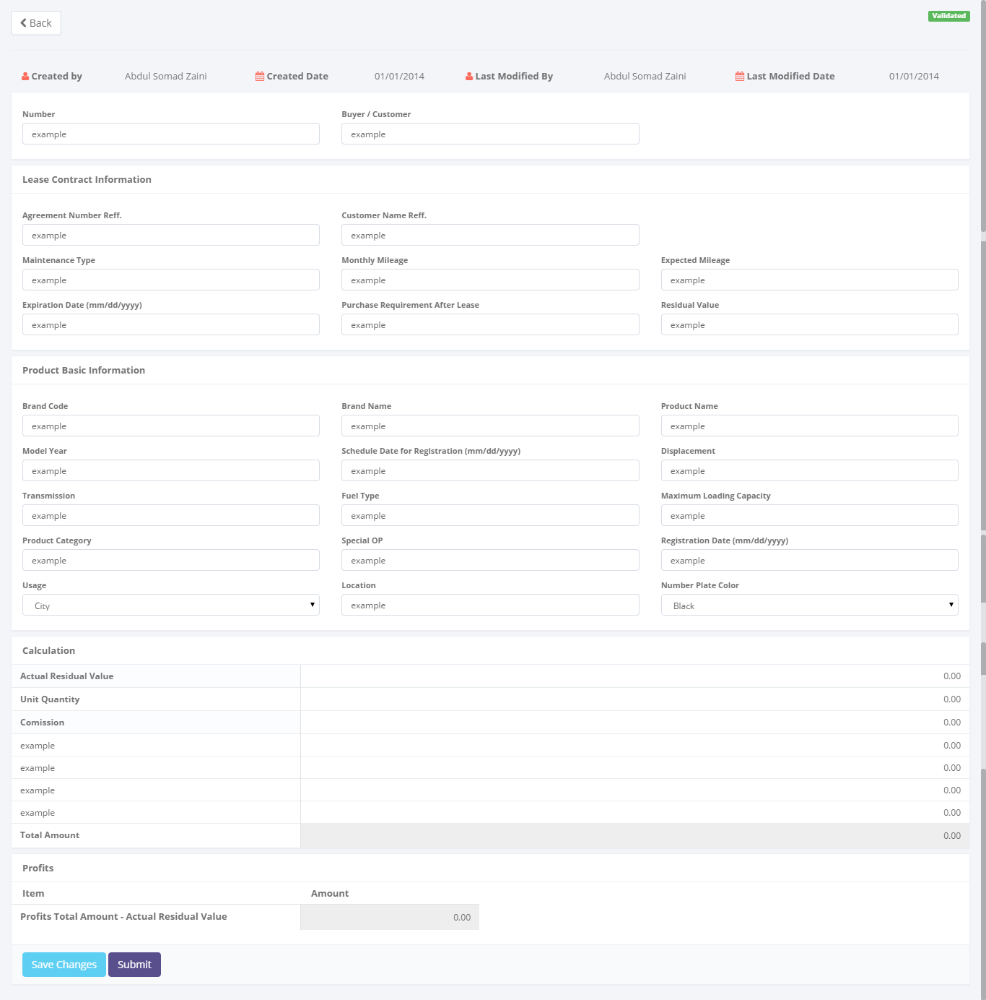 Back
Validated
Created by Abdul Somad Zaini Created Date 01/01/2014 Last Modified By Abdul Somad Zaini Last Modified Date 01/01/2014
Number Buyer / Customer
example example
Lease Contract Information
Agreement Number Reff. Customer Name Reff.
example example
Maintenance Type Monthly Mileage Expected Mileage
example example example
Expiration Date (mm/dd/yyyy) Purchase Requirement After Lease Residual Value
example example example
Product Basic Information
Brand Code Brand Name Product Name
example example example
Model Year Schedule Date for Registration (mm/dd/yyyy) Displacement
example example example
Transmission Fuel Type Maximum Loading Capacity
example example example
Product Category Special OP Registration Date (mm/dd/yyyy)
example example example
Usage Location Number Plate Color
City example Black
Calculation
Actual Residual Value 0.00
Unit Quantity 0.00
Comission 0.00
example 0.00
example 0.00
example 0.00
example 0.00
Total Amount 0.00
Profits
Item Amount
Profits Total Amount - Actual Residual Value 0.00
Save Changes Submit